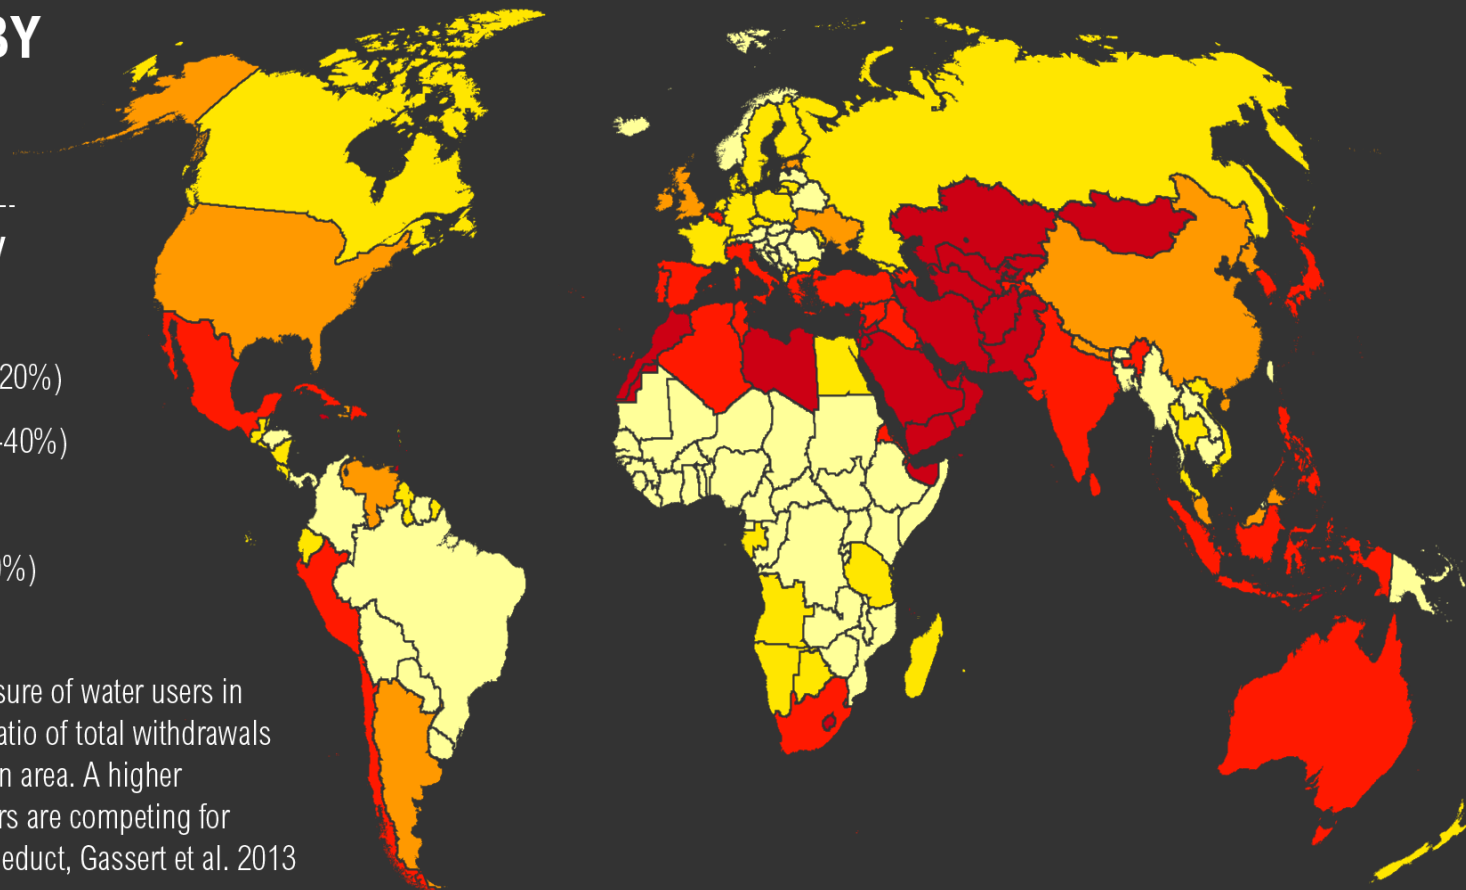 BY
--
20%)
-40%)
%)
sure of water users in
atio of total withdrawals
n area. A higher
rs are competing for
educt, Gassert et al. 2013